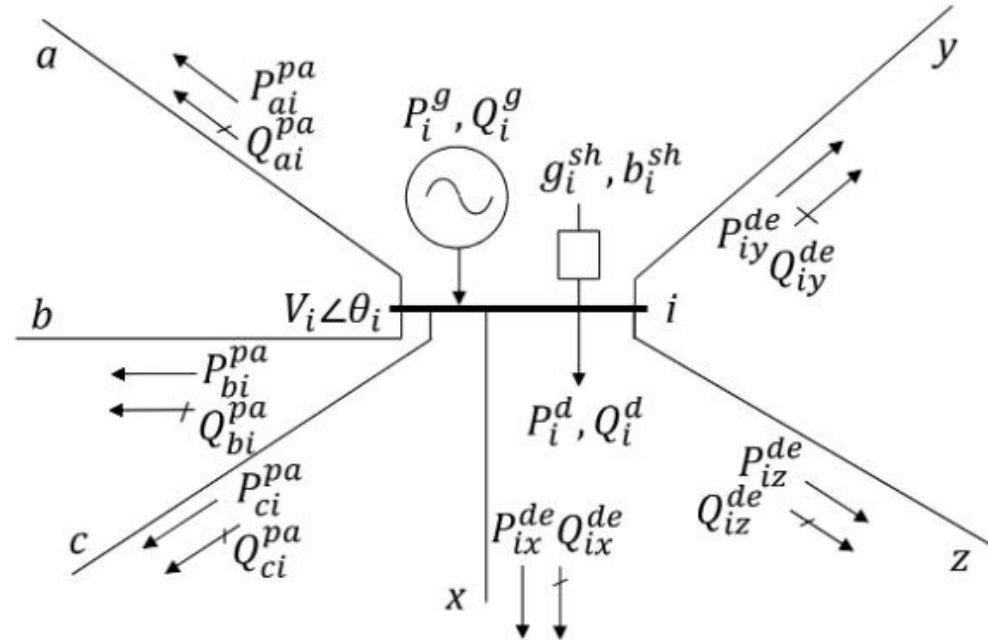 a
P_{ai}^{pa}
Q_{ai}^{pa}
P_i^g, Q_i^g
g_i^{sh}, b_i^{sh}
y
P_{iy}^{de}
Q_{iy}^{de}
V_i∠θ_i
i
b
P_{bi}^{pa}
Q_{bi}^{pa}
P_i^d, Q_i^d
P_{ci}^{pa}
Q_{ci}^{pa}
c
P_{ix}^{de} Q_{ix}^{de}
x
P_{iz}^{de}
Q_{iz}^{de}
z